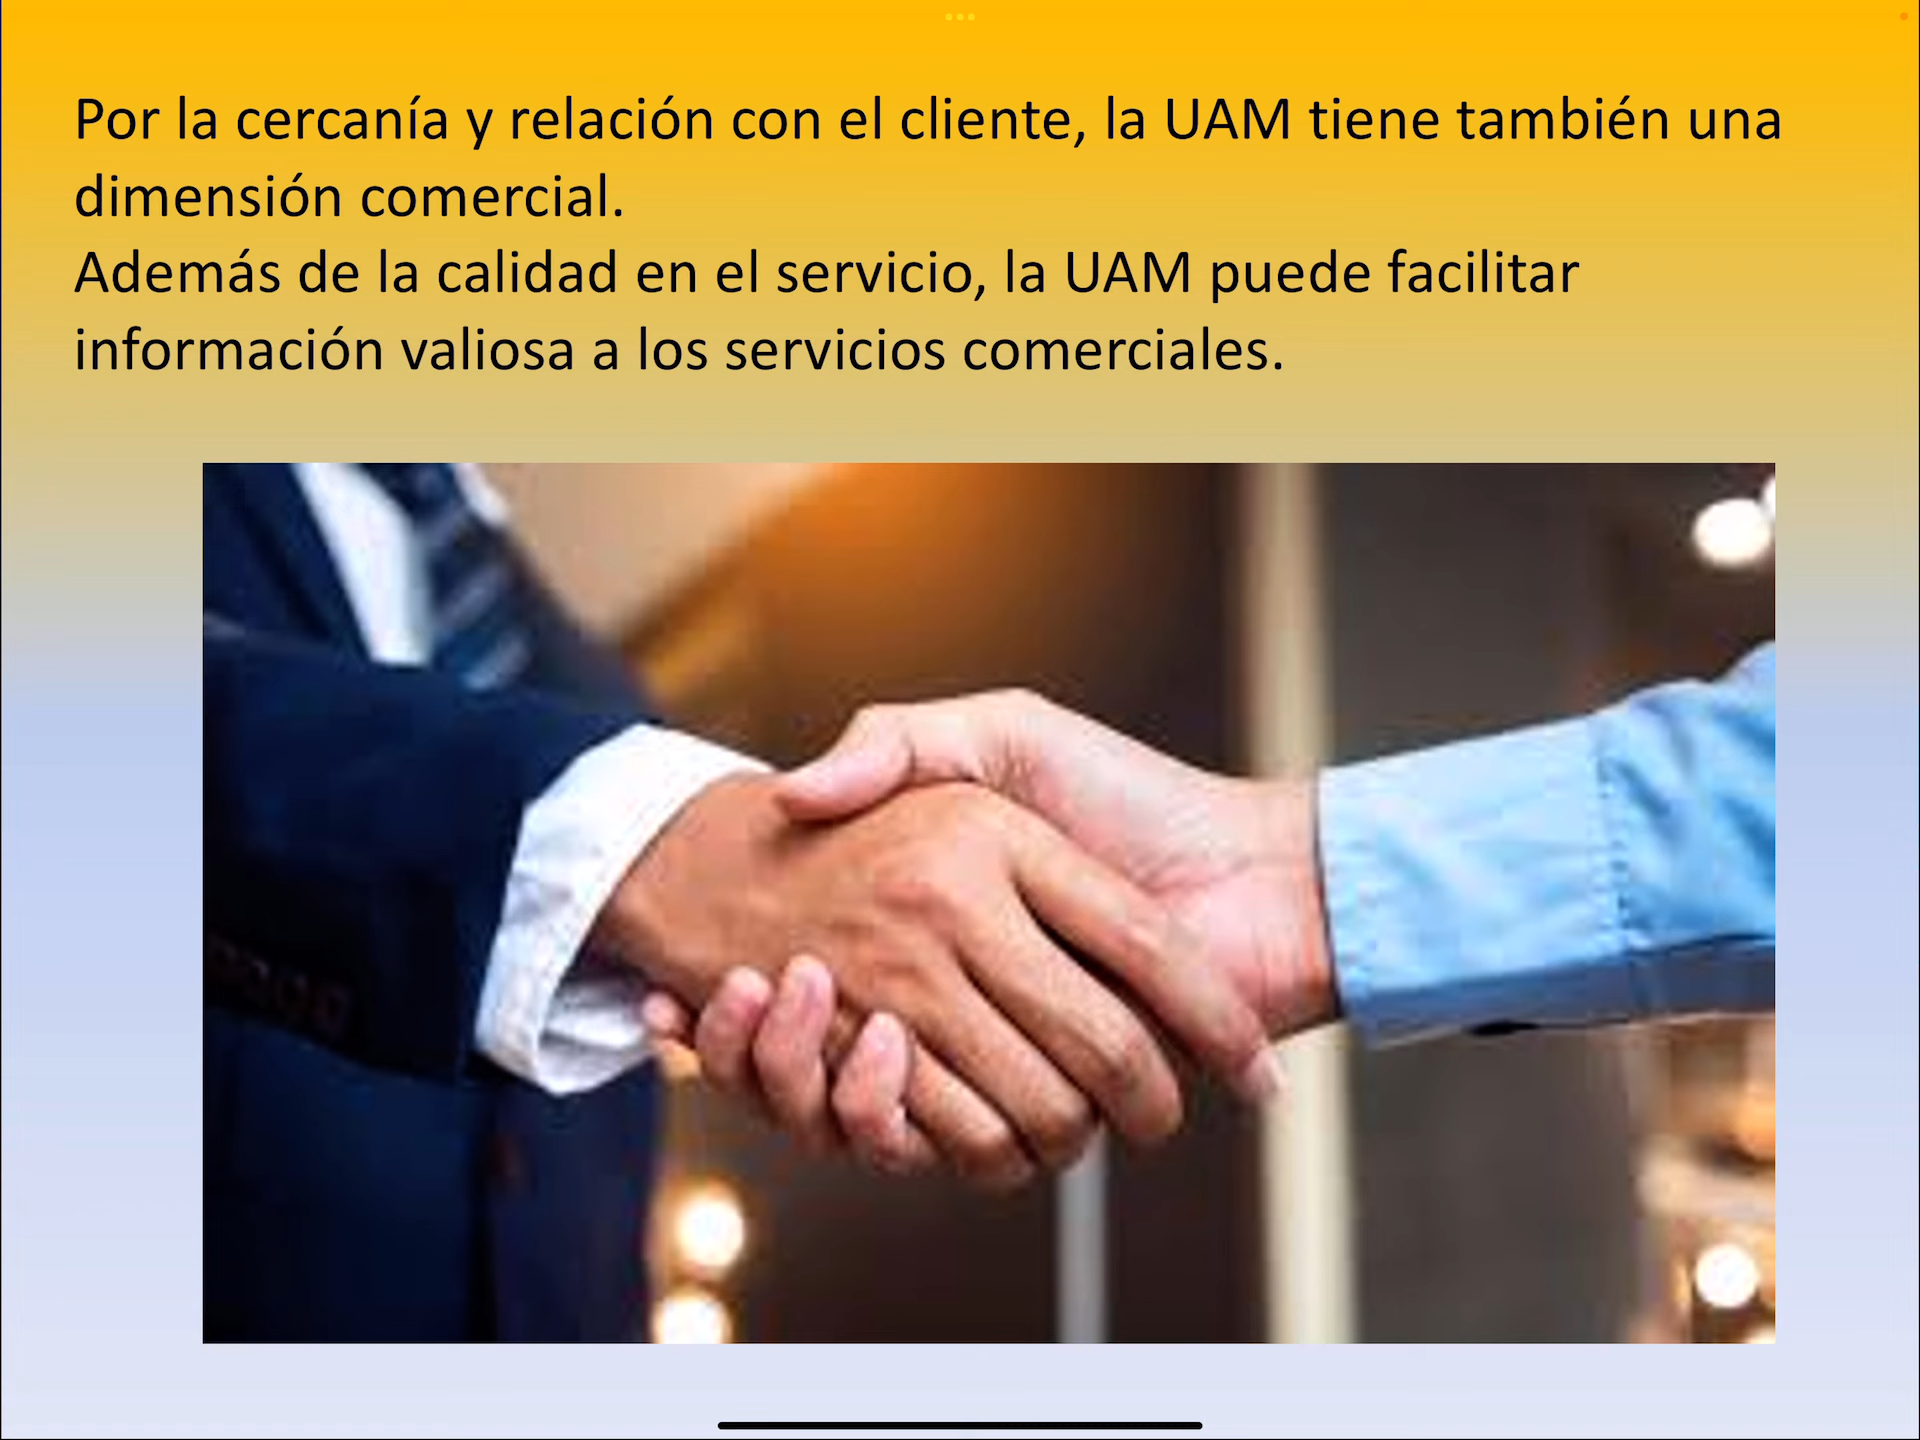 Por la cercanía y relación con el cliente, la UAM tiene también una
dimensión comercial.
Además de la calidad en el servicio, la UAM puede facilitar
información valiosa a los servicios comerciales.